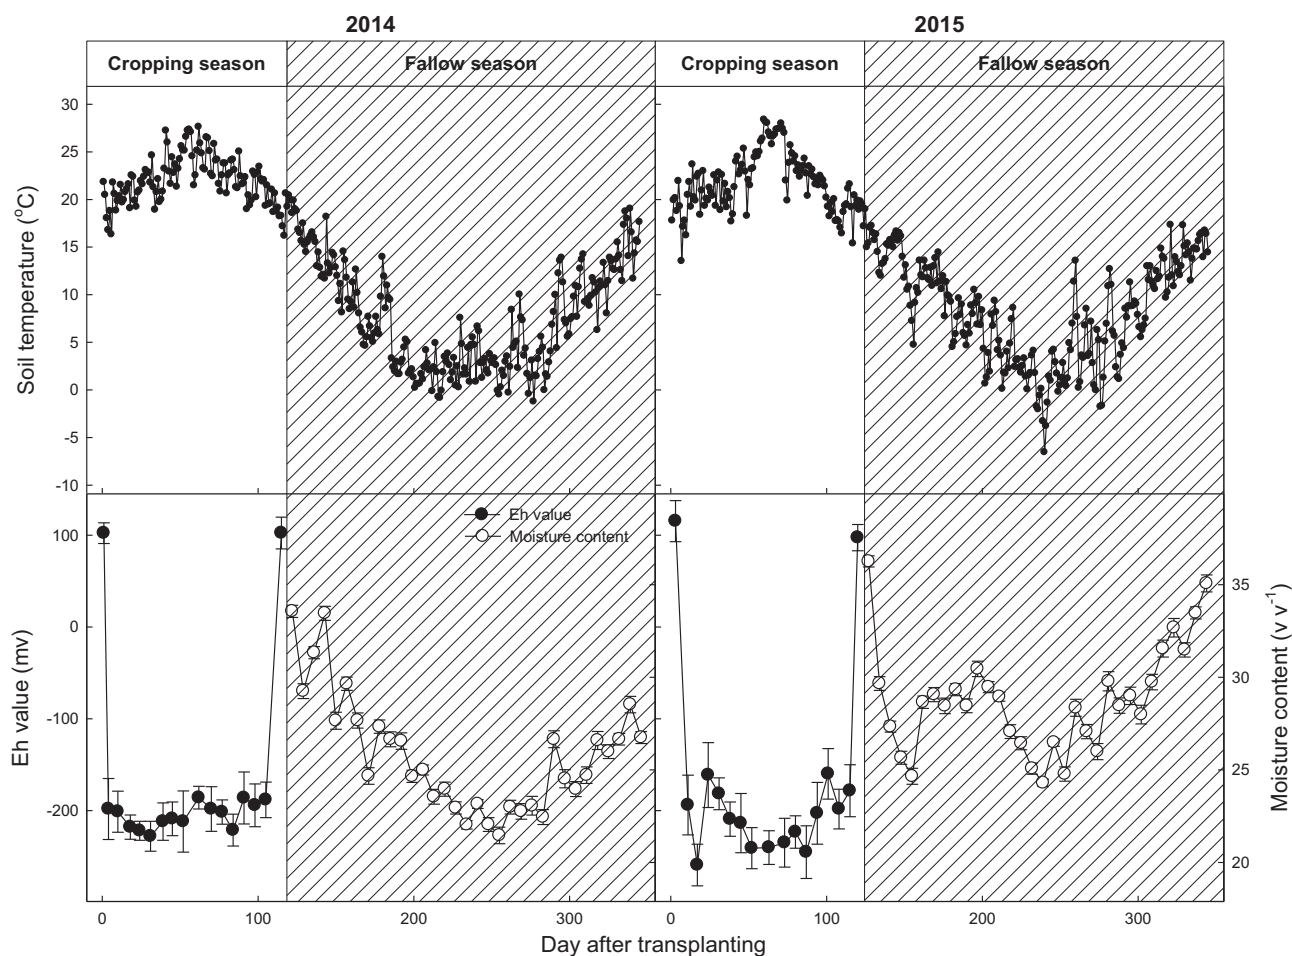 2014 2015
Cropping season Fallow season Cropping season Fallow season
30
25
20
15
10
5
0
-5
-10
Soil temperature (°C)
Eh value
Moisture content
100
0
-100
-200
Eh value (mv)
35
30
25
20
Moisture content (v v⁻¹)
0 100 200 300 0 100 200 300
Day after transplanting